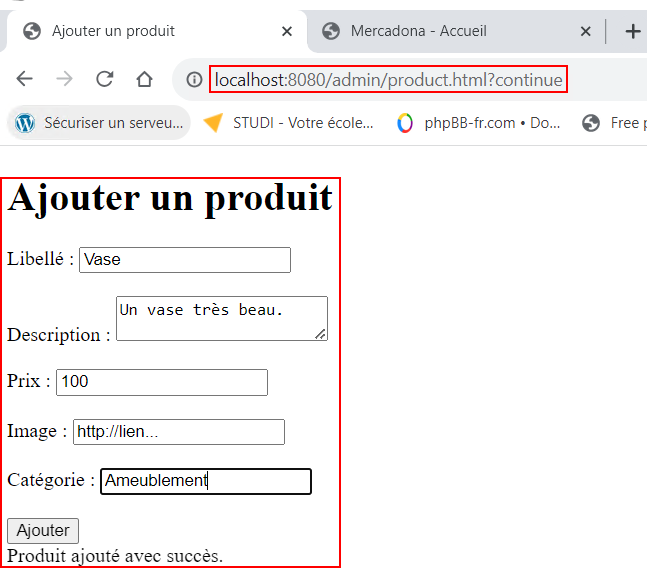 Ajouter un produit
Mercadona - Accueil
localhost:8080/admin/product.html?continue
Sécuriser un serveu...
STUDI - Votre école...
phpBB-fr.com • Do...
Free p
Ajouter un produit
Libellé : Vase
Description : Un vase très beau.
Prix : 100
Image : http://lien...
Catégorie : Ameublement
Ajouter
Produit ajouté avec succès.